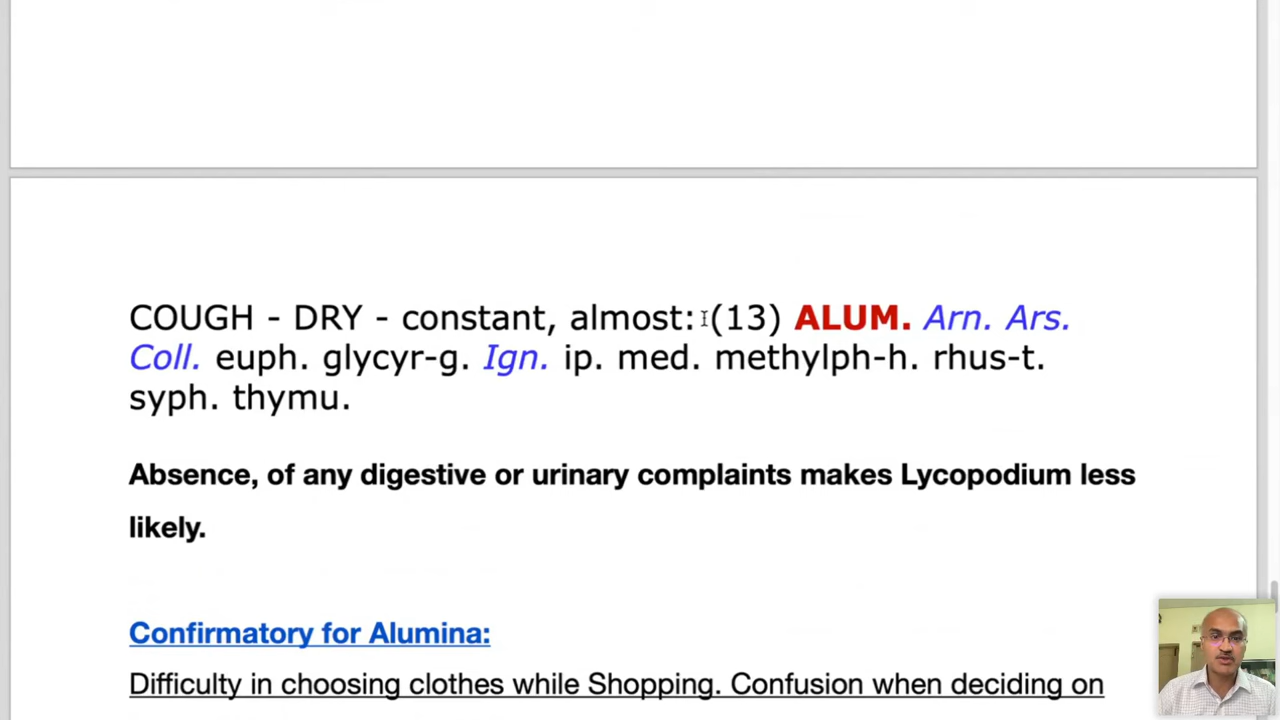 COUGH - DRY - constant, almost: (13) ALUM. Arn. Ars.
Coll. euph. glycyr-g. Ign. ip. med. methylph-h. rhus-t.
syph. thymu.
Absence, of any digestive or urinary complaints makes Lycopodium less
likely.
Confirmatory for Alumina:
Difficulty in choosing clothes while Shopping. Confusion when deciding on